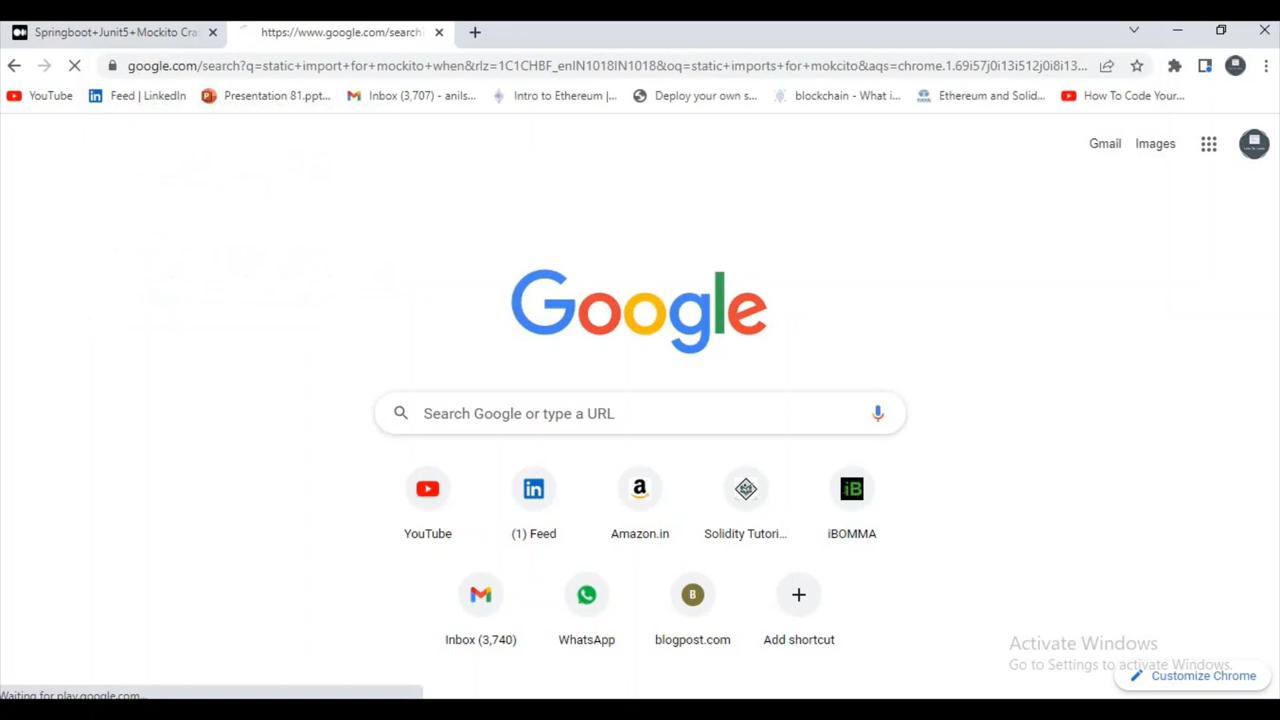 Springboot+Junit5+Mockito Cra
https://www.google.com/search
google.com/search?q=static+import+for+mockito+when&rlz=1C1CHBF_enIN1018IN1018&oq=static+imports+for+mokcito&aqs=chrome.1.69i57j0i13i512j0i8i13...
YouTube
Feed | LinkedIn
Presentation 81.ppt...
Inbox (3,707) - anils...
Intro to Ethereum |...
Deploy your own s...
blockchain - What i...
Ethereum and Solid...
How To Code Your...
Gmail
Images
Google
Search Google or type a URL
YouTube
(1) Feed
Amazon.in
Solidity Tutori...
iB
iBOMMA
Inbox (3,740)
WhatsApp
B
blogpost.com
Add shortcut
Activate Windows
Go to Settings to activate Windows.
Customize Chrome
Waiting for play.google.com...